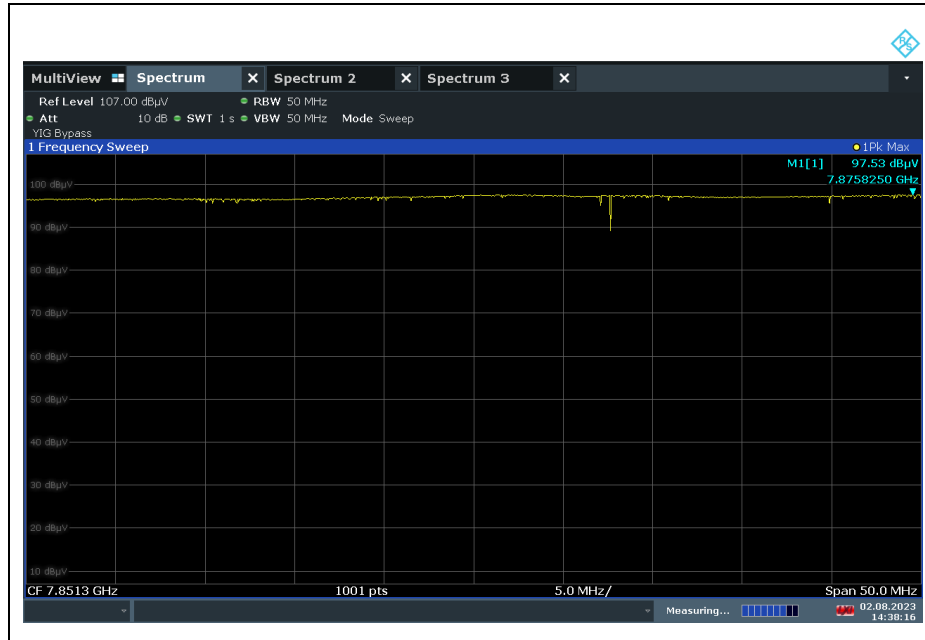 R&S
MultiView Spectrum Spectrum 2 Spectrum 3
Ref Level 107.00 dBµV RBW 50 MHz
Att 10 dB SWT 1 s VBW 50 MHz Mode Sweep
YIG Bypass
1 Frequency Sweep 1Pk Max
M1[1] 97.53 dBµV
7.8758250 GHz
100 dBµV
90 dBµV
80 dBµV
70 dBµV
60 dBµV
50 dBµV
40 dBµV
30 dBµV
20 dBµV
10 dBµV
CF 7.8513 GHz 1001 pts 5.0 MHz/ Span 50.0 MHz
Measuring... 02.08.2023
14:38:16